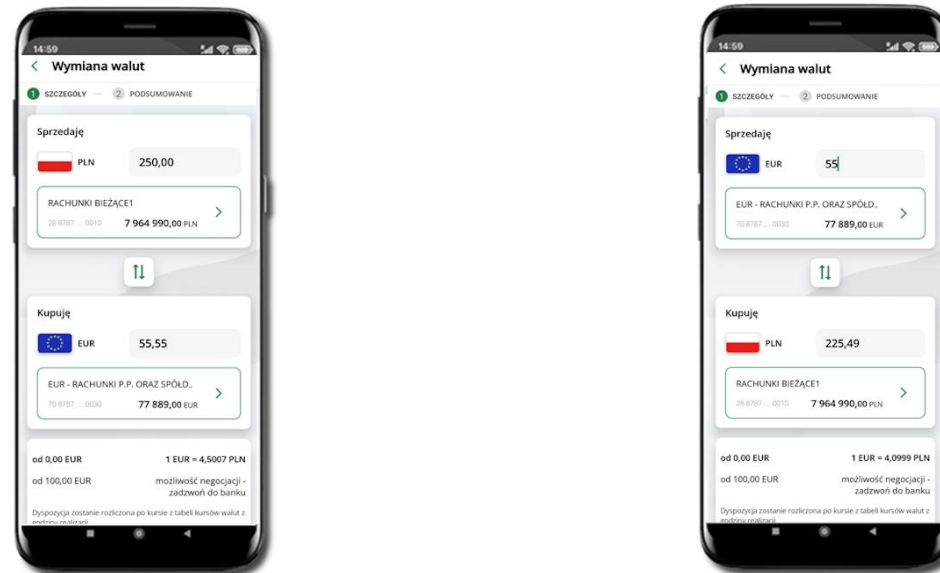 14:59
Wymiana walut
1 SZCZEGÓŁY — 2 PODSUMOWANIE
Sprzedaję
PLN 250,00
RACHUNKI BIEŻĄCE1
28 8787 ... 0010 7 964 990,00 PLN
Kupuję
EUR 55,55
EUR - RACHUNKI P.P. ORAZ SPÓŁD..
70 8787 ... 0030 77 889,00 EUR
od 0,00 EUR 1 EUR = 4,5007 PLN
od 100,00 EUR możliwość negocjacji -
zadzwoń do banku
Dyspozycja zostanie rozliczona po kursie z tabeli kursów walut z
godziny realizacji
14:59
Wymiana walut
1 SZCZEGÓŁY — 2 PODSUMOWANIE
Sprzedaję
EUR 55
EUR - RACHUNKI P.P. ORAZ SPÓŁD..
70 8787 ... 0030 77 889,00 EUR
Kupuję
PLN 225,49
RACHUNKI BIEŻĄCE1
28 8787 ... 0010 7 964 990,00 PLN
od 0,00 EUR 1 EUR = 4,0999 PLN
od 100,00 EUR możliwość negocjacji -
zadzwoń do banku
Dyspozycja zostanie rozliczona po kursie z tabeli kursów walut z
godziny realizacji